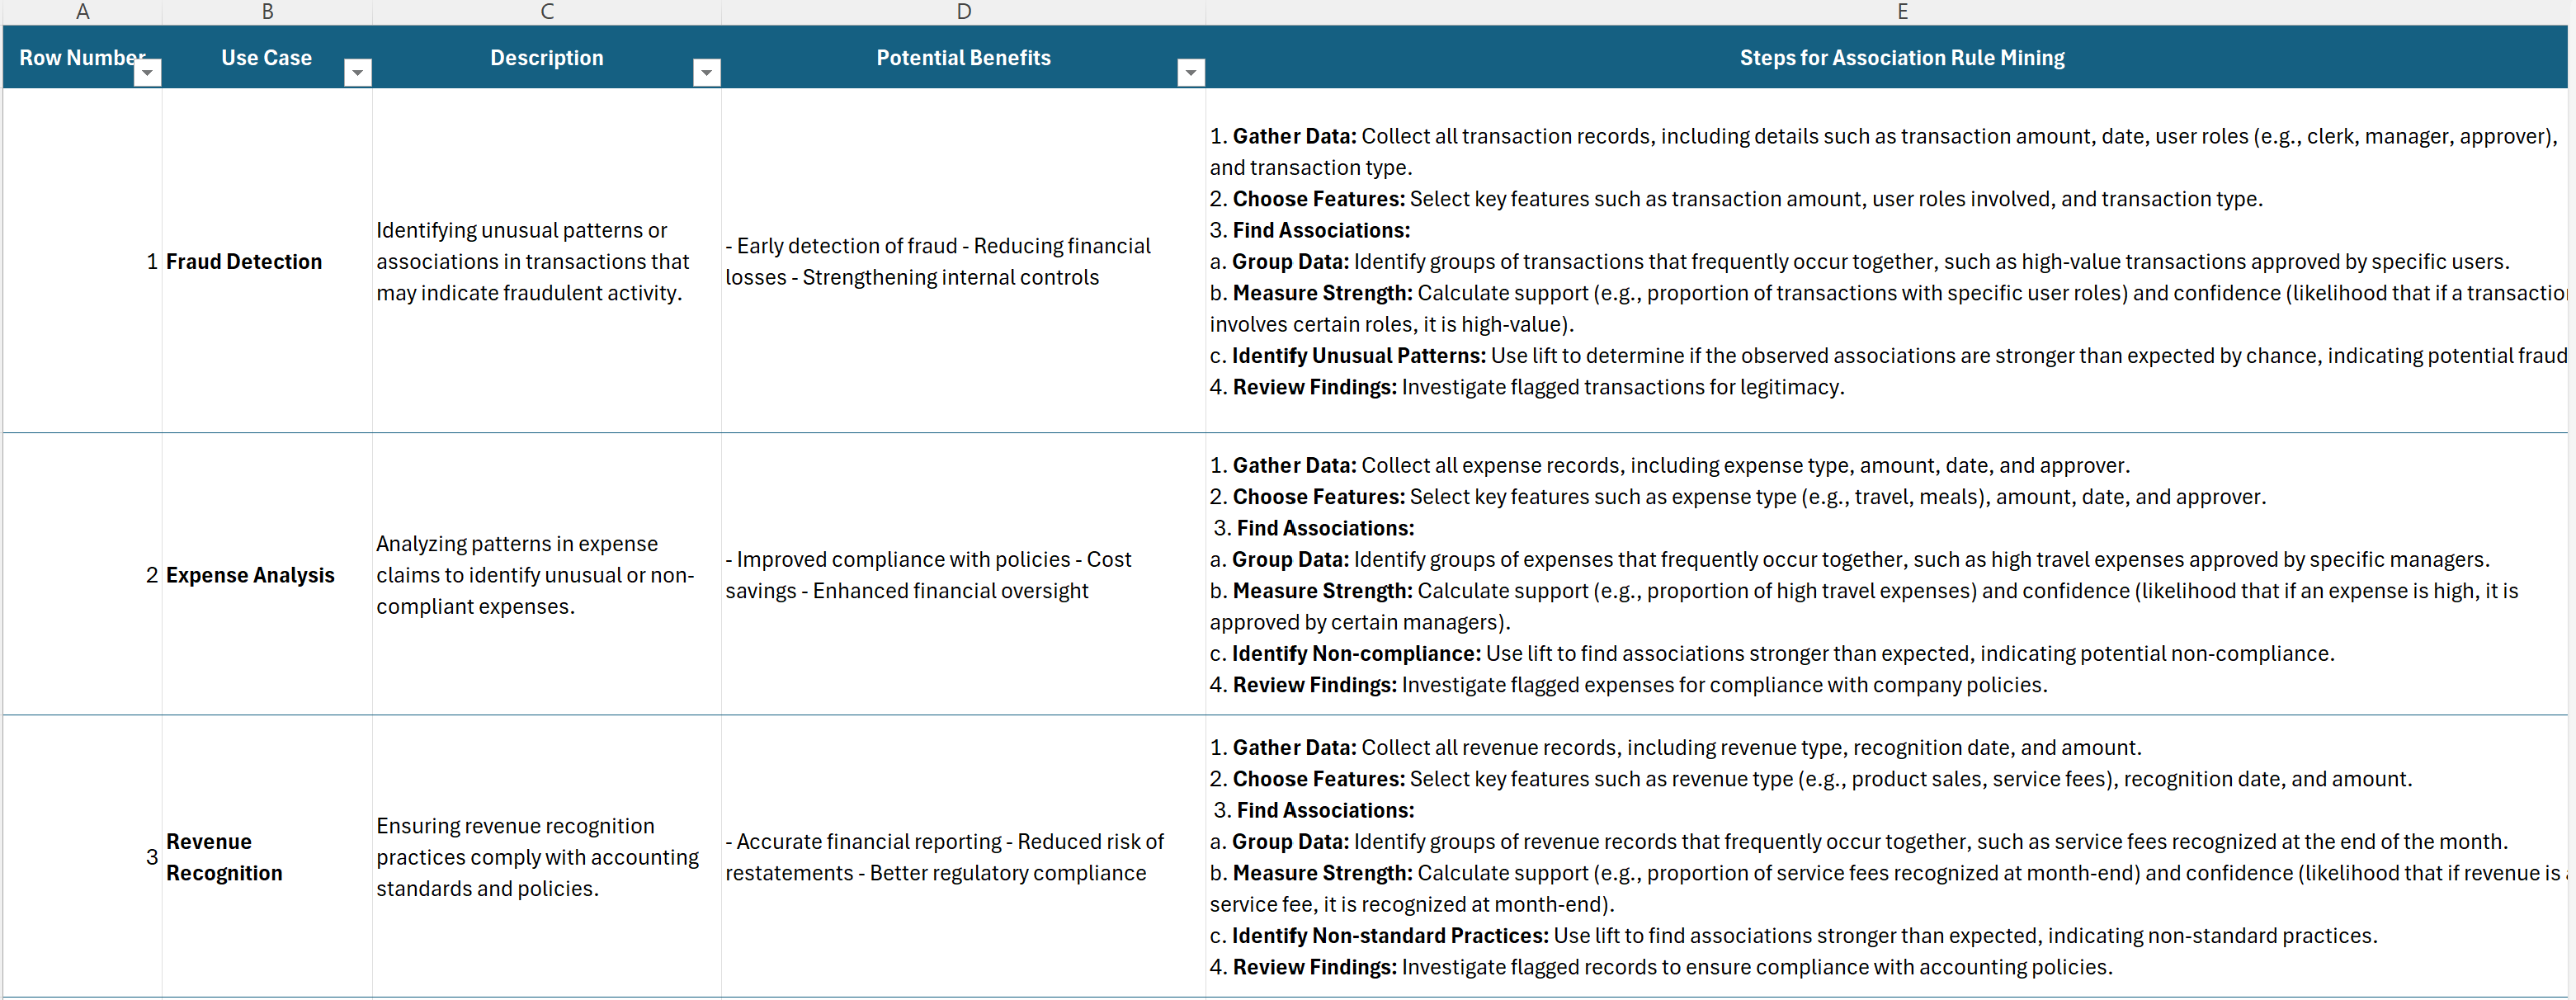 A B C D E
Row Number Use Case Description Potential Benefits Steps for Association Rule Mining
1
Fraud Detection
Identifying unusual patterns or
associations in transactions that
may indicate fraudulent activity.
- Early detection of fraud - Reducing financial
losses - Strengthening internal controls
1. Gather Data: Collect all transaction records, including details such as transaction amount, date, user roles (e.g., clerk, manager, approver),
and transaction type.
2. Choose Features: Select key features such as transaction amount, user roles involved, and transaction type.
3. Find Associations:
a. Group Data: Identify groups of transactions that frequently occur together, such as high-value transactions approved by specific users.
b. Measure Strength: Calculate support (e.g., proportion of transactions with specific user roles) and confidence (likelihood that if a transaction
involves certain roles, it is high-value).
c. Identify Unusual Patterns: Use lift to determine if the observed associations are stronger than expected by chance, indicating potential fraud
4. Review Findings: Investigate flagged transactions for legitimacy.
2
Expense Analysis
Analyzing patterns in expense
claims to identify unusual or non-
compliant expenses.
- Improved compliance with policies - Cost
savings - Enhanced financial oversight
1. Gather Data: Collect all expense records, including expense type, amount, date, and approver.
2. Choose Features: Select key features such as expense type (e.g., travel, meals), amount, date, and approver.
3. Find Associations:
a. Group Data: Identify groups of expenses that frequently occur together, such as high travel expenses approved by specific managers.
b. Measure Strength: Calculate support (e.g., proportion of high travel expenses) and confidence (likelihood that if an expense is high, it is
approved by certain managers).
c. Identify Non-compliance: Use lift to find associations stronger than expected, indicating potential non-compliance.
4. Review Findings: Investigate flagged expenses for compliance with company policies.
3
Revenue
Recognition
Ensuring revenue recognition
practices comply with accounting
standards and policies.
- Accurate financial reporting - Reduced risk of
restatements - Better regulatory compliance
1. Gather Data: Collect all revenue records, including revenue type, recognition date, and amount.
2. Choose Features: Select key features such as revenue type (e.g., product sales, service fees), recognition date, and amount.
3. Find Associations:
a. Group Data: Identify groups of revenue records that frequently occur together, such as service fees recognized at the end of the month.
b. Measure Strength: Calculate support (e.g., proportion of service fees recognized at month-end) and confidence (likelihood that if revenue is
service fee, it is recognized at month-end).
c. Identify Non-standard Practices: Use lift to find associations stronger than expected, indicating non-standard practices.
4. Review Findings: Investigate flagged records to ensure compliance with accounting policies.